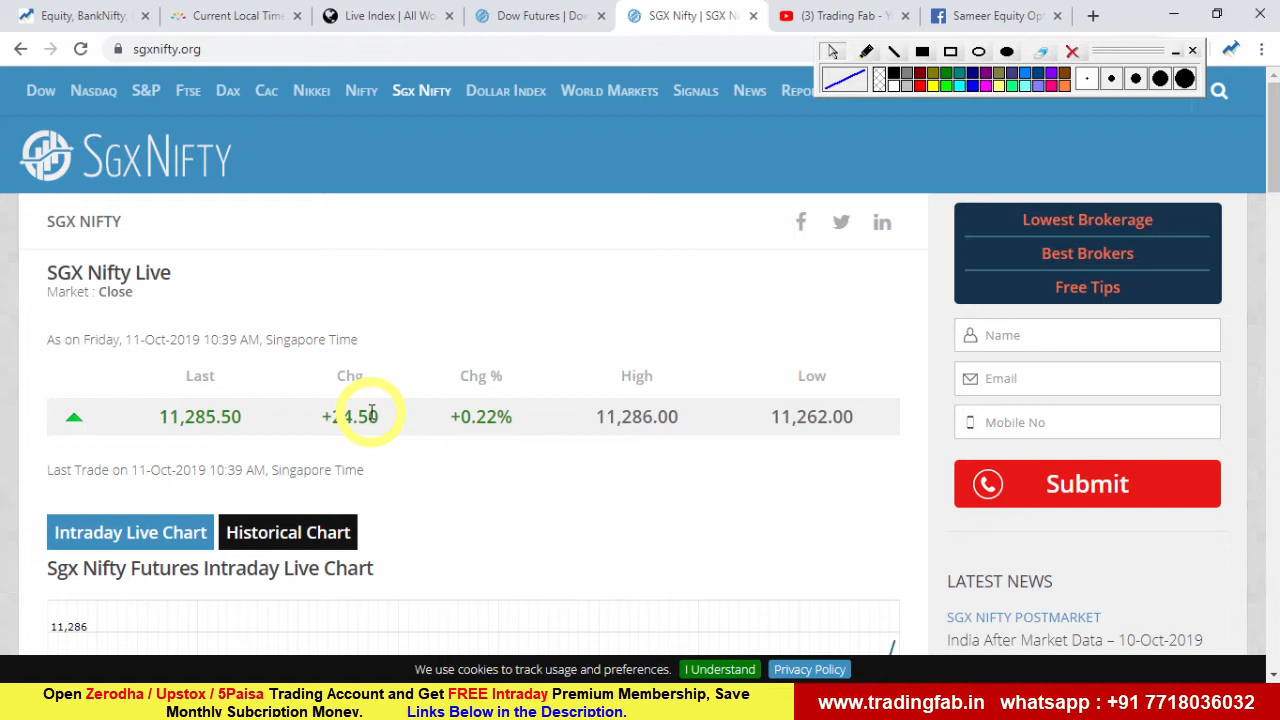 Equity, BankNifty,
Current Local Time
Live Index | All Wo
Dow Futures | Dow
SGX Nifty | SGX N
(3) Trading Fab - Y
Sameer Equity Opt
sgxnifty.org
DOW NASDAQ S&P FTSE DAX CAC NIKKEI NIFTY SGX NIFTY DOLLAR INDEX WORLD MARKETS SIGNALS NEWS REPO
SGXNIFTY
SGX NIFTY
SGX Nifty Live
Market : Close
As on Friday, 11-Oct-2019 10:39 AM, Singapore Time
Last Chg Chg % High Low
11,285.50 +24.50 +0.22% 11,286.00 11,262.00
Last Trade on 11-Oct-2019 10:39 AM, Singapore Time
Intraday Live Chart Historical Chart
Sgx Nifty Futures Intraday Live Chart
11,286
Lowest Brokerage
Best Brokers
Free Tips
Name
Email
Mobile No
Submit
LATEST NEWS
SGX NIFTY POSTMARKET
India After Market Data – 10-Oct-2019
We use cookies to track usage and preferences. I Understand Privacy Policy
Open Zerodha / Upstox / 5Paisa Trading Account and Get FREE Intraday Premium Membership, Save
Monthly Subcription Money. Links Below in the Description.
www.tradingfab.in whatsapp : +91 7718036032